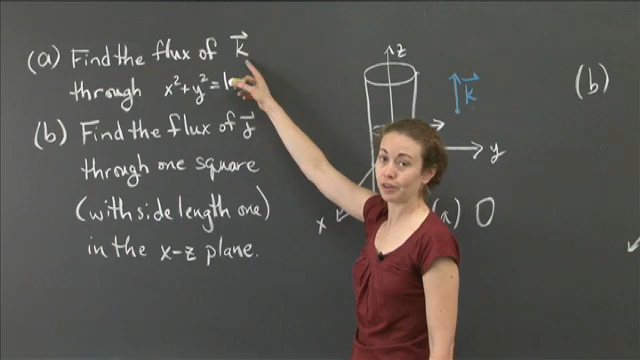 (a) Find the flux of k⃗
through x²+y²=1
(b) Find the flux of j⃗
through one square
(with side length one)
in the x-z plane.
z
k⃗
y
x
(a) 0
(b)